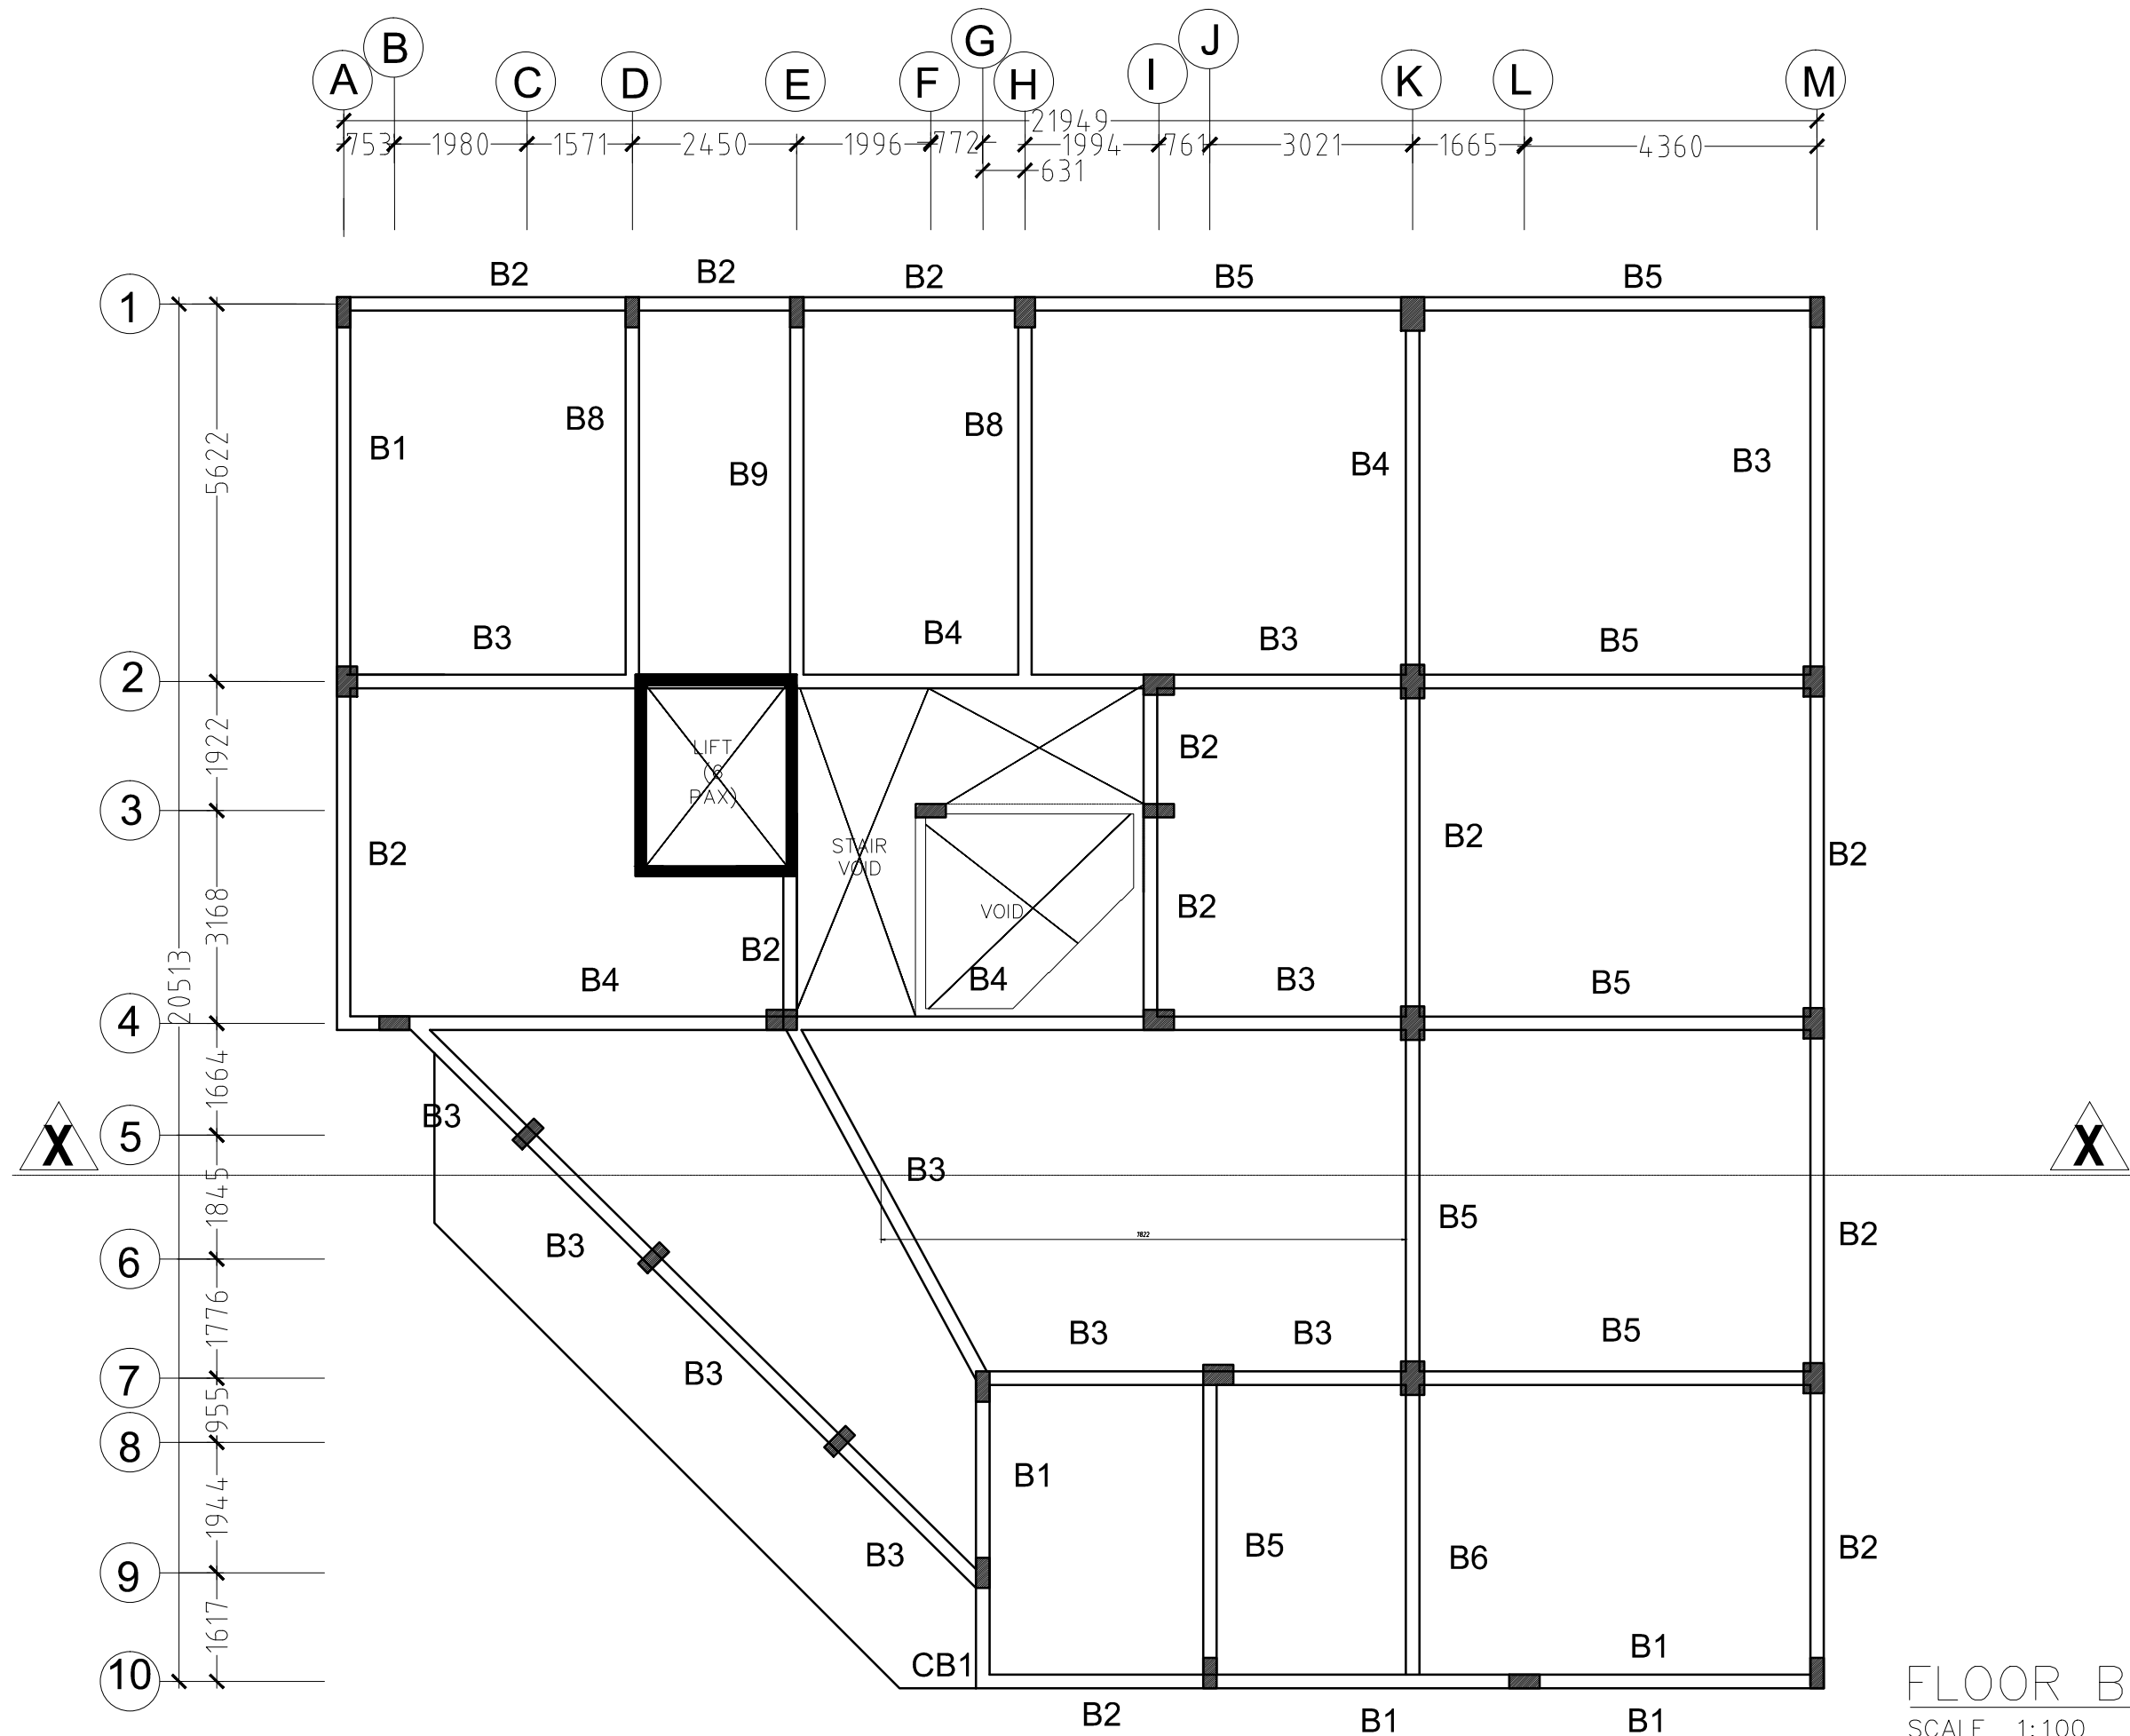 G
J
B
A
C
D
E
F
H
I
K
L
M
21949
753
1980
1571
2450
1996
772
1994
761
3021
1665
4360
631
B2
B2
B2
B5
B5
1
B8
B8
B1
B4
B3
B9
5622
B3
B4
B3
B5
2
LIFT
(6
PAX)
B2
1922
3
STAIR
VOID
B2
B2
B2
VOID
B2
3168
B2
B4
B4
B3
B5
20513
4
1664
B3
5
X
X
B3
1845
B5
B2
B3
7822
6
1776
B3
B3
B5
7
B3
955
8
B1
1944
B5
B6
B2
B3
9
1617
CB1
B1
10
B2
B1
B1
FLOOR B
SCALE 1:100